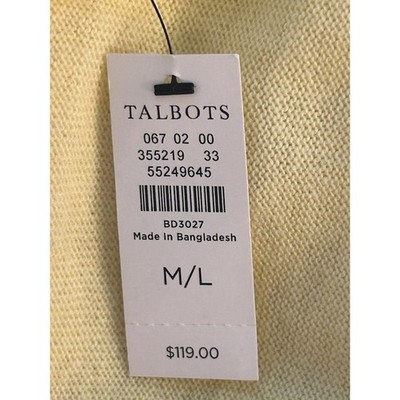 TALBOTS
067 02 00
355219 33
55249645
BD3027
Made in Bangladesh
M/L
$119.00